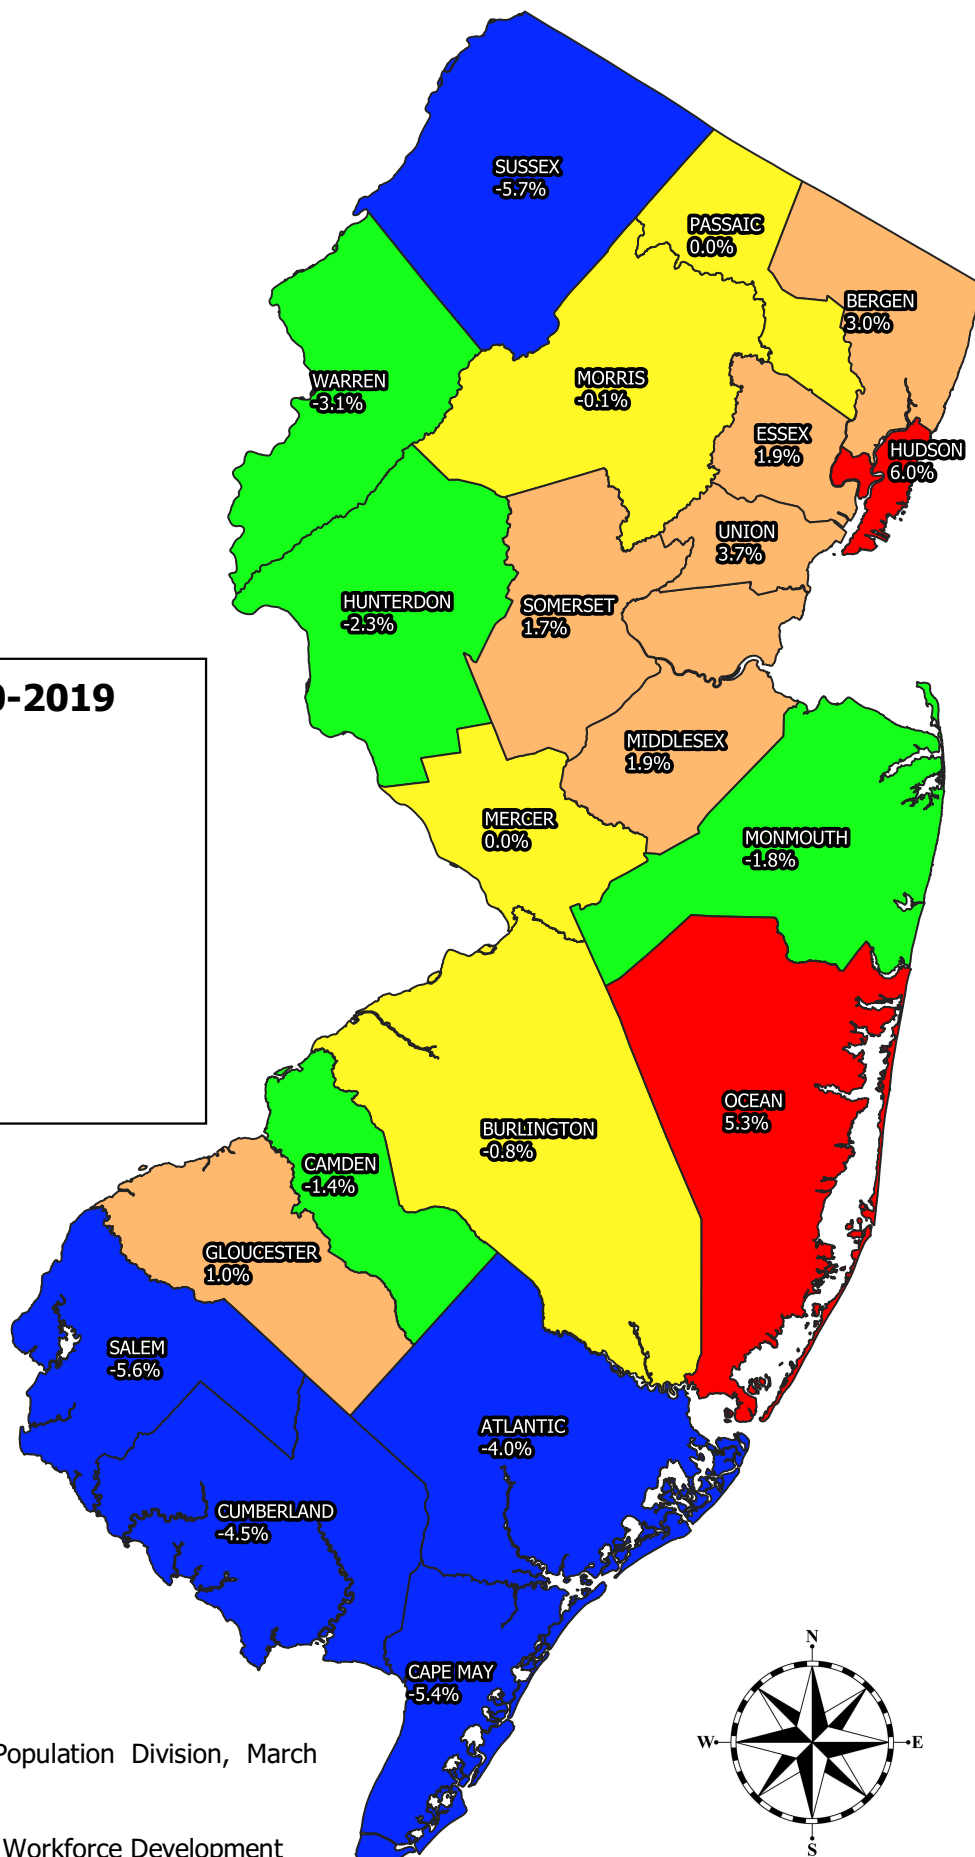 SUSSEX
-5.7%
PASSAIC
0.0%
BERGEN
3.0%
WARREN
-3.1%
MORRIS
-0.1%
ESSEX
1.9%
HUDSON
6.0%
UNION
3.7%
HUNTERDON
-2.3%
SOMERSET
1.7%
-2019
MIDDLESEX
1.9%
MERCER
0.0%
MONMOUTH
-1.8%
OCEAN
5.3%
BURLINGTON
-0.8%
CAMDEN
-1.4%
GLOUCESTER
1.0%
SALEM
-5.6%
ATLANTIC
-4.0%
CUMBERLAND
-4.5%
CAPE MAY
-5.4%
N
W
E
S
Population Division, March
Workforce Development